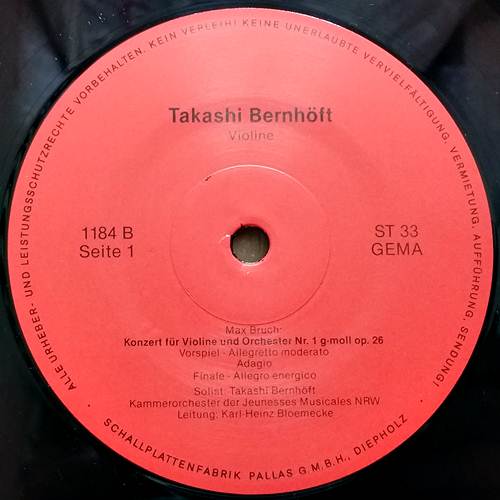 ALLE URHEBER- UND LEISTUNGSSCHUTZRECHTE VORBEHALTEN. KEIN VERLEIH! KEINE UNERLAUBTE VERVIELFÄLTIGUNG, VERMIETUNG, AUFFÜHRUNG, SENDUNG!
Takashi Bernhöft
Violine
1184 B
Seite 1
ST 33
GEMA
Max Bruch:
Konzert für Violine und Orchester Nr. 1 g-moll op. 26
Vorspiel - Allegretto moderato
Adagio
Finale - Allegro energico
Solist: Takashi Bernhöft
Kammerorchester der Jeunesses Musicales NRW
Leitung: Karl-Heinz Bloemecke
SCHALLPLATTENFABRIK PALLAS G.M.B.H., DIEPHOLZ